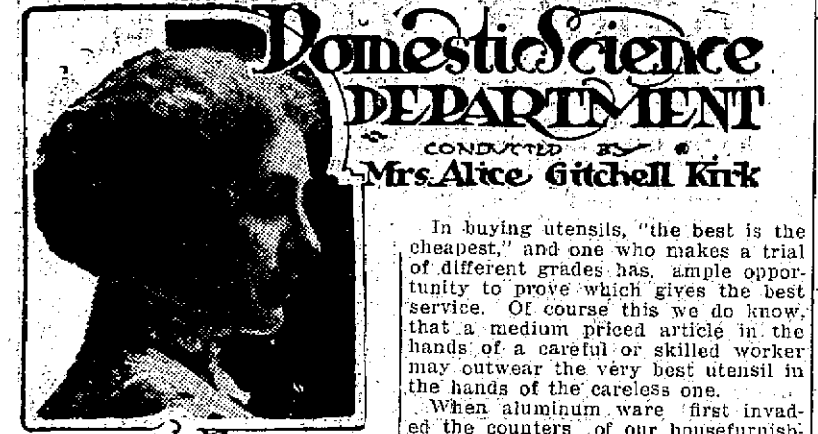 Domestic Science
DEPARTMENT
CONDUCTED BY
Mrs. Alice Gitchell Kirk
In buying utensils, "the best is the
cheapest," and one who makes a trial
of different grades has ample oppor-
tunity to prove which gives the best
service. Of course this we do know,
that a medium priced article in the
hands of a careful or skilled worker
may outwear the very best utensil in
the hands of the careless one.
When aluminum ware first invad-
ed the counters of our housefurnish-